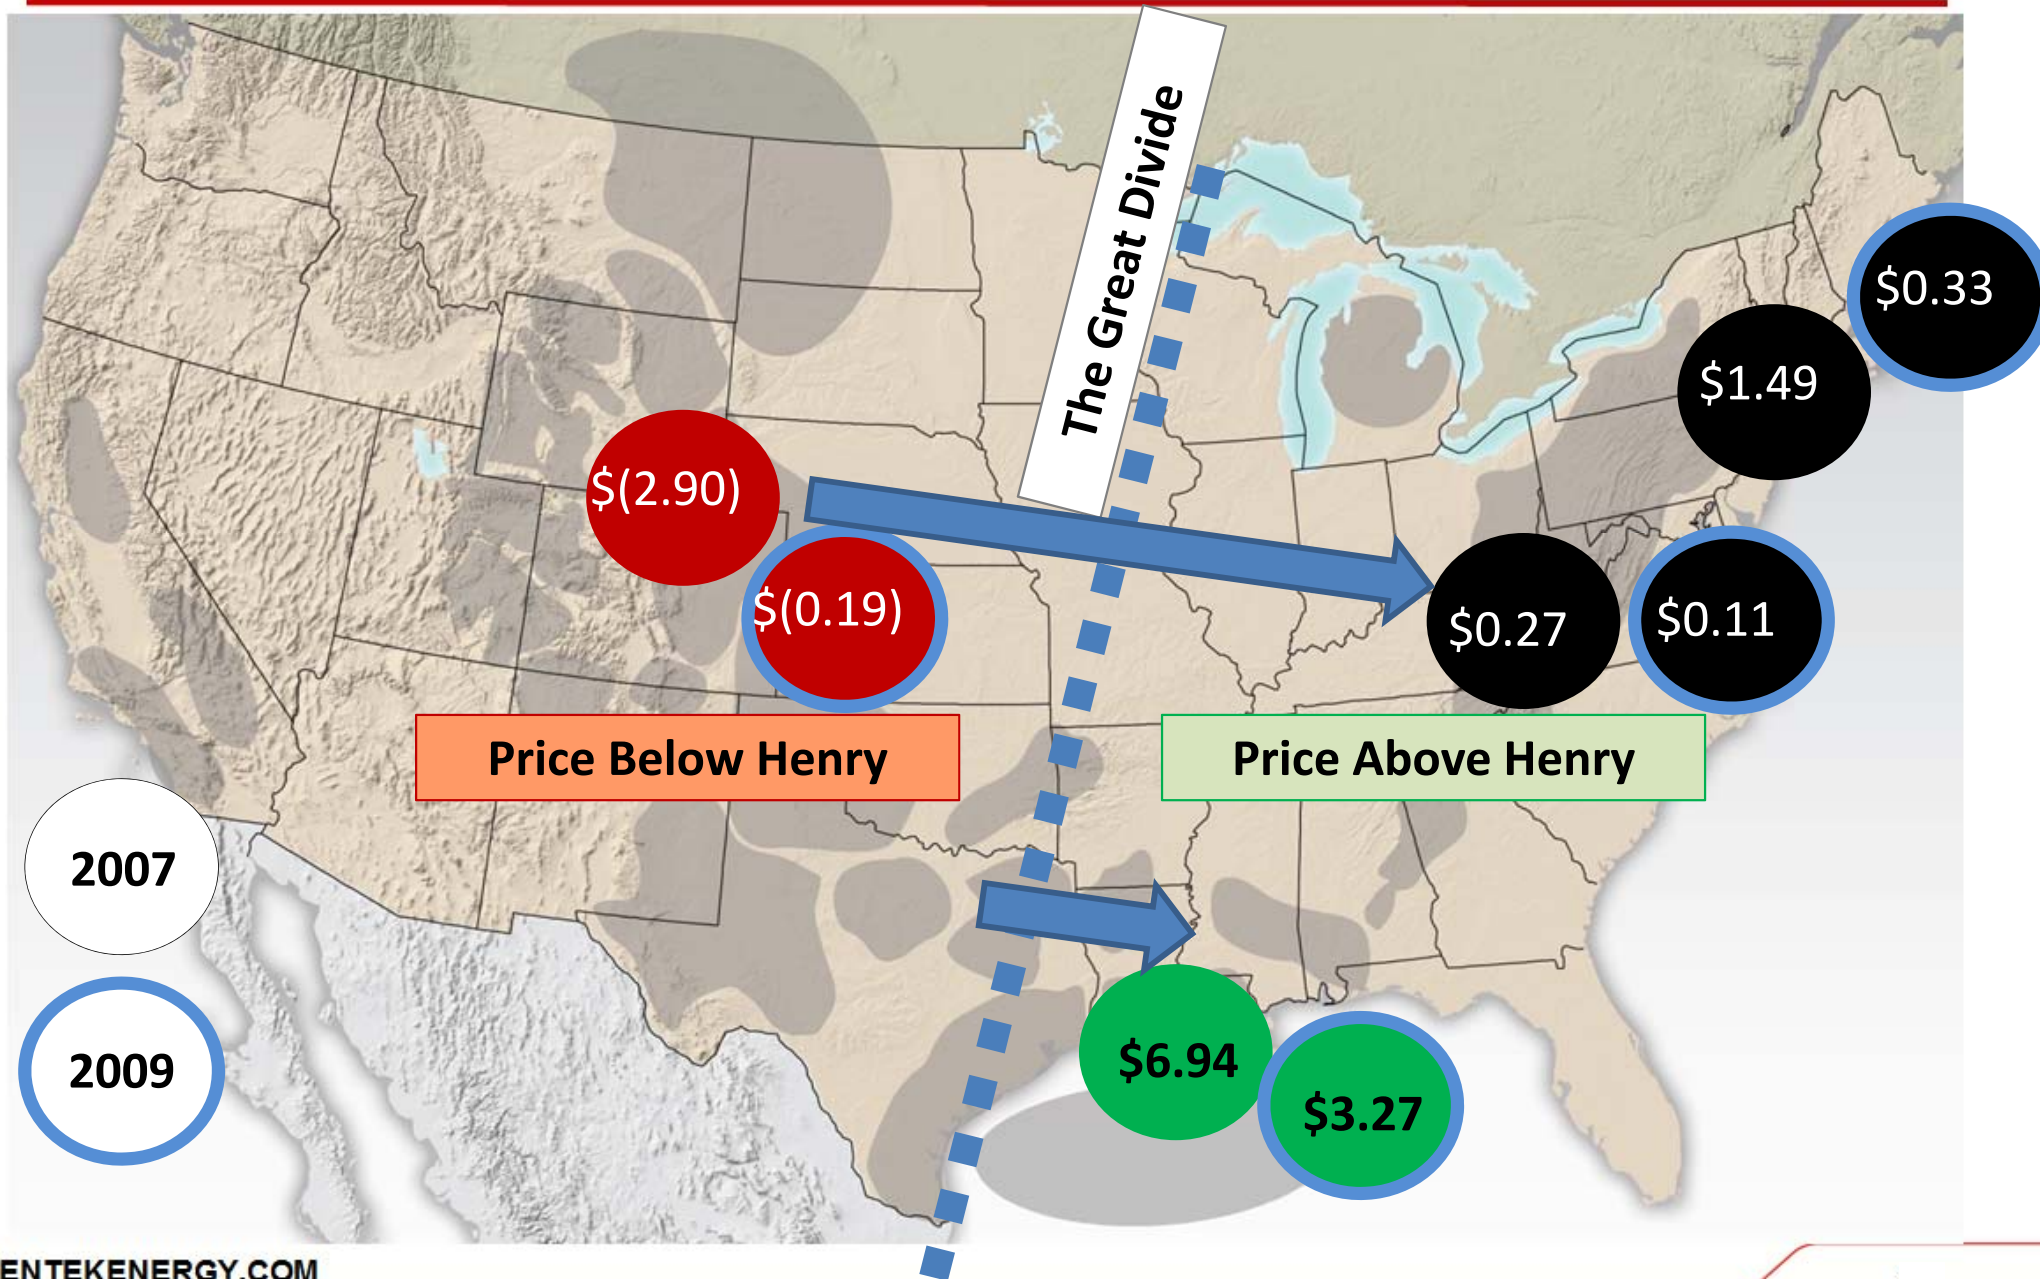 The Great Divide
$0.33
$1.49
$(2.90)
$(0.19)
$0.27
$0.11
Price Below Henry
Price Above Henry
2007
2009
$6.94
$3.27
ENTEKENERGY.COM